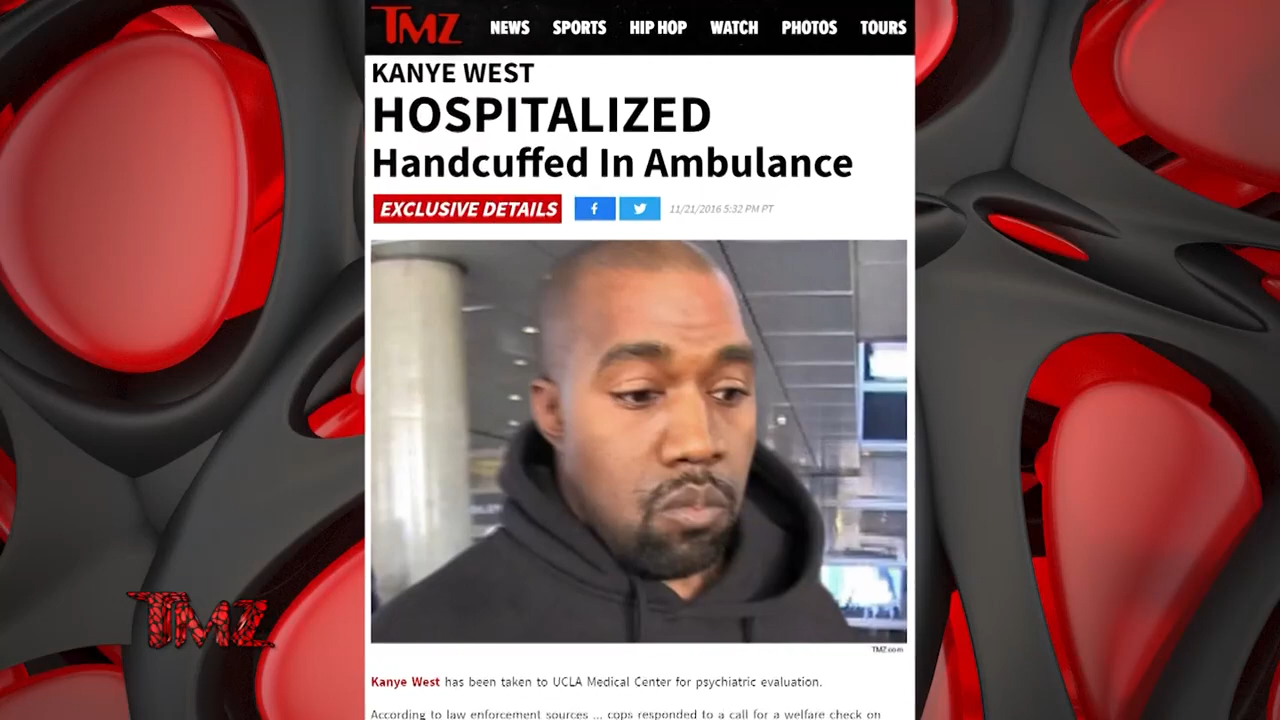 TMZ NEWS SPORTS HIP HOP WATCH PHOTOS TOURS
KANYE WEST
HOSPITALIZED
Handcuffed In Ambulance
EXCLUSIVE DETAILS f 11/21/2016 5:32 PM PT
TMZ.com
TMZ
Kanye West has been taken to UCLA Medical Center for psychiatric evaluation.
According to law enforcement sources ... cops responded to a call for a welfare check on